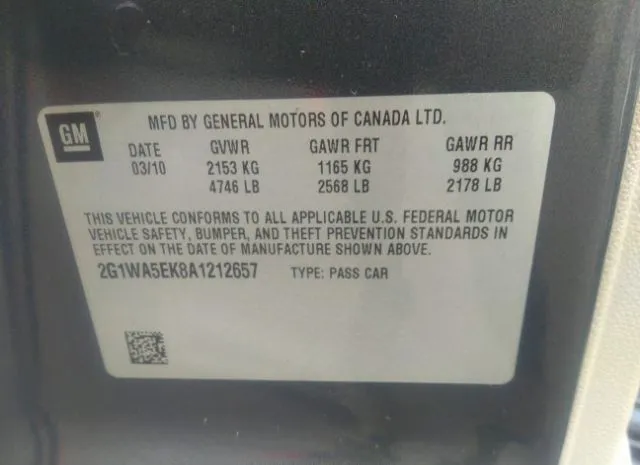 GM
MFD BY GENERAL MOTORS OF CANADA LTD.
DATE GVWR GAWR FRT GAWR RR
03/10 2153 KG 1165 KG 988 KG
4746 LB 2568 LB 2178 LB
THIS VEHICLE CONFORMS TO ALL APPLICABLE U.S. FEDERAL MOTOR
VEHICLE SAFETY, BUMPER, AND THEFT PREVENTION STANDARDS IN
EFFECT ON THE DATE OF MANUFACTURE SHOWN ABOVE.
2G1WA5EK8A1212657 TYPE: PASS CAR